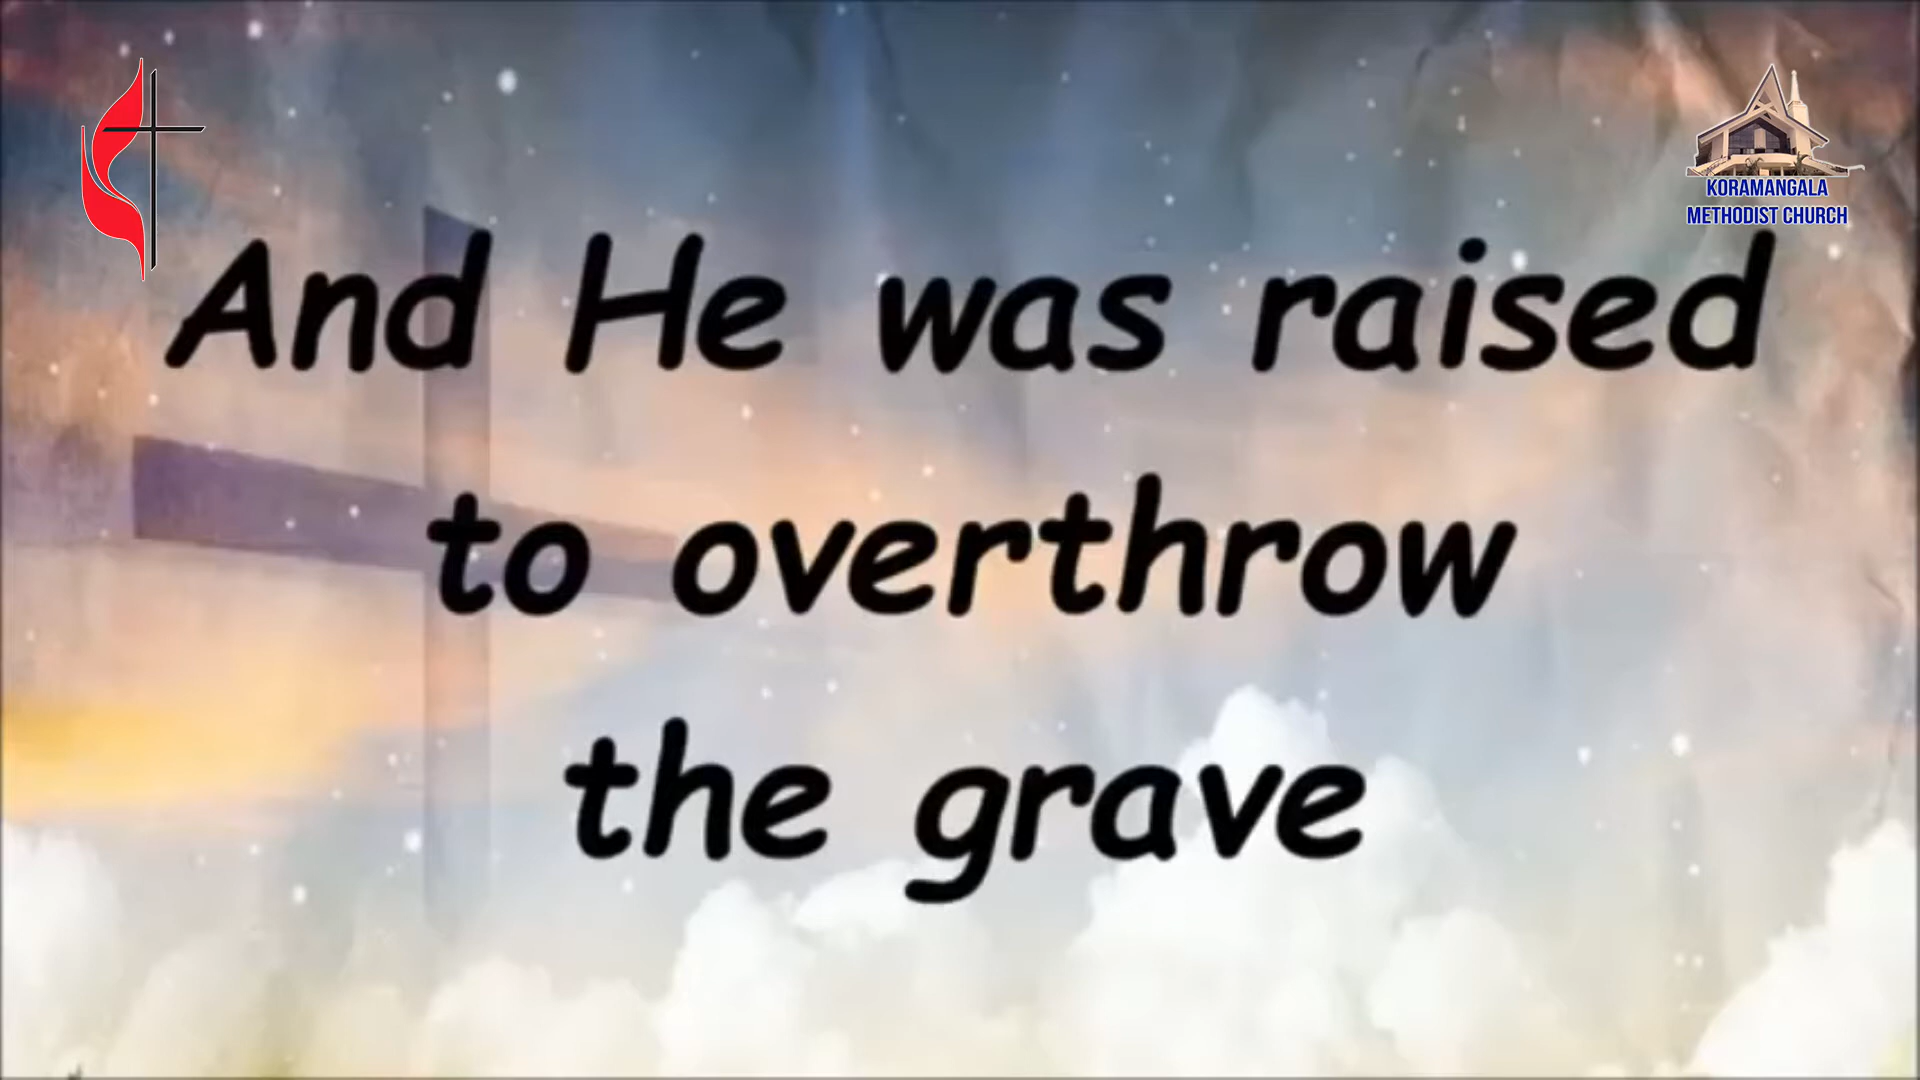 KORAMANGALA
METHODIST CHURCH
And He was raised
to overthrow
the grave